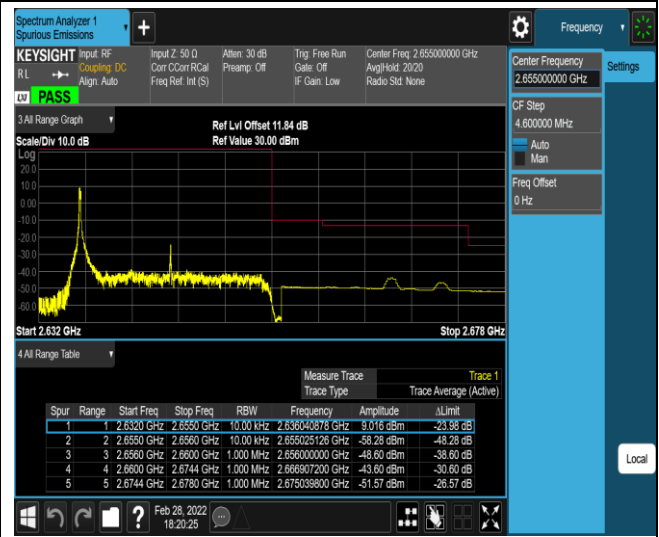 Spectrum Analyzer 1
Spurious Emissions
+
Frequency
KEYSIGHT
RL
LXI PASS
Input: RF
Coupling: DC
Align: Auto
Input Z: 50 Ω
Corr CCorr RCal
Freq Ref: Int (S)
Atten: 30 dB
Preamp: Off
Trig: Free Run
Gate: Off
IF Gain: Low
Center Freq: 2.655000000 GHz
Avg|Hold: 20/20
Radio Std: None
Center Frequency
2.655000000 GHz
Settings
CF Step
4.600000 MHz
Auto
Man
Freq Offset
0 Hz
3 All Range Graph
Scale/Div 10.0 dB
Ref Lvl Offset 11.84 dB
Ref Value 30.00 dBm
Log
20.0
10.0
0.00
-10.0
-20.0
-30.0
-40.0
-50.0
-60.0
Start 2.632 GHz
Stop 2.678 GHz
4 All Range Table
Measure Trace Trace 1
Trace Type Trace Average (Active)
Spur Range Start Freq Stop Freq RBW Frequency Amplitude ΔLimit
1 1 2.6320 GHz 2.6550 GHz 10.00 kHz 2.636040878 GHz 9.016 dBm -23.98 dB
2 2 2.6550 GHz 2.6560 GHz 10.00 kHz 2.655025126 GHz -58.28 dBm -48.28 dB
3 3 2.6560 GHz 2.6600 GHz 1.000 MHz 2.656000000 GHz -48.60 dBm -38.60 dB
4 4 2.6600 GHz 2.6744 GHz 1.000 MHz 2.666907200 GHz -43.60 dBm -30.60 dB
5 5 2.6744 GHz 2.6780 GHz 1.000 MHz 2.675039800 GHz -51.57 dBm -26.57 dB
Local
?
Feb 28, 2022
18:20:25